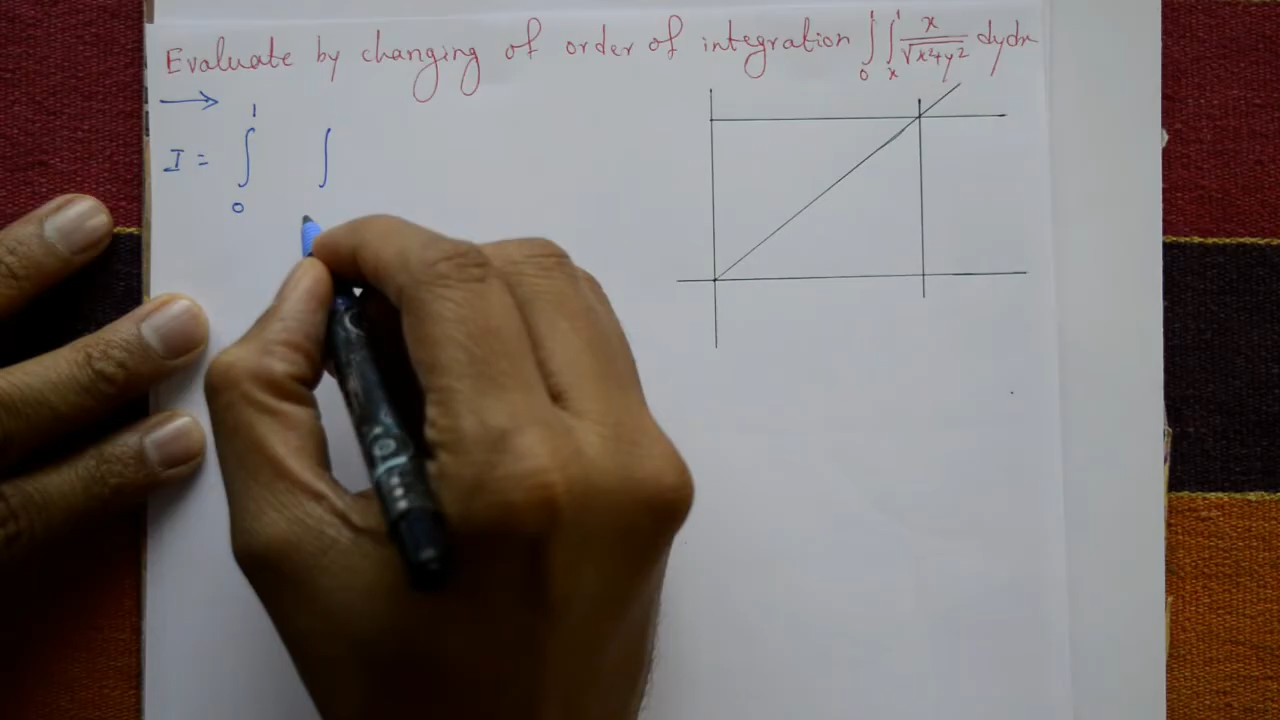 Evaluate by changing of order of integration ∫₀¹ ∫ₓ¹ x/√(x²+y²) dydx
→
I = ∫₀¹ ∫